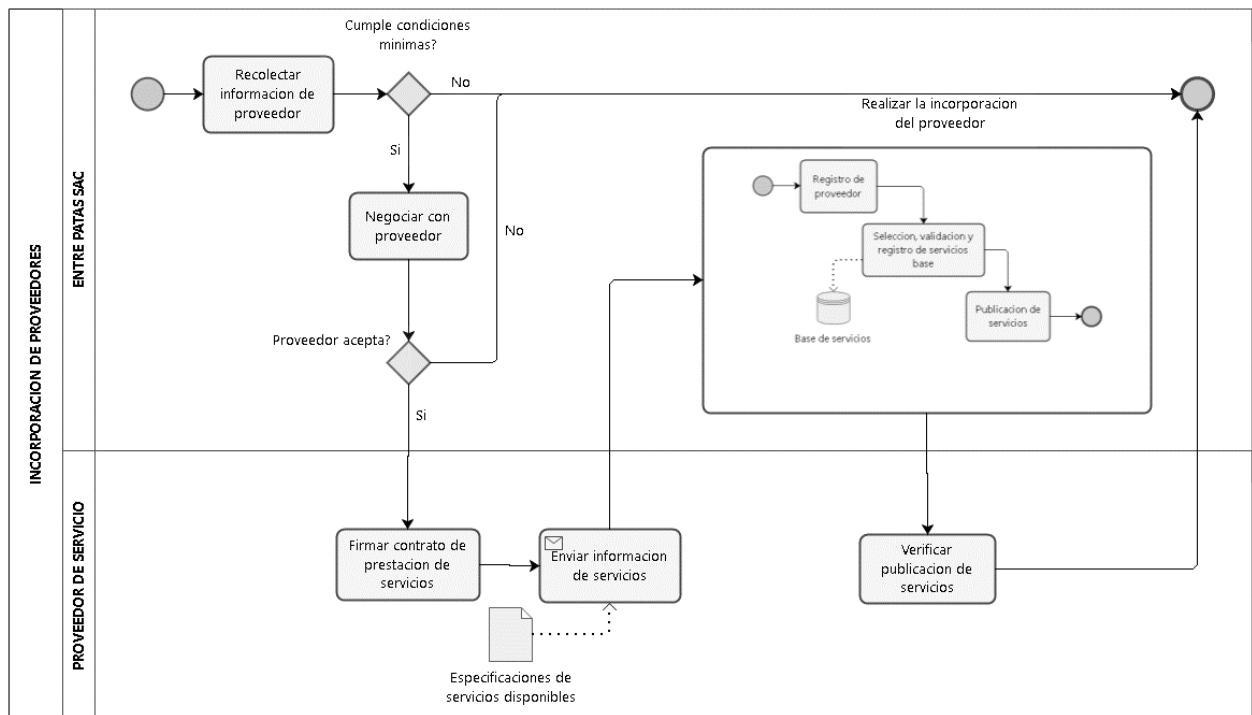 INCORPORACION DE PROVEEDORES
ENTRE PATAS SAC
Cumple condiciones
minimas?
Recolectar
informacion de
proveedor
No
Si
Negociar con
proveedor
No
Proveedor acepta?
Si
Realizar la incorporacion
del proveedor
Registro de
proveedor
Seleccion, validacion y
registro de servicios
base
Base de servicios
Publicacion de
servicios
PROVEEDOR DE SERVICIO
Firmar contrato de
prestacion de
servicios
Enviar informacion
de servicios
Especificaciones de
servicios disponibles
Verificar
publicacion de
servicios